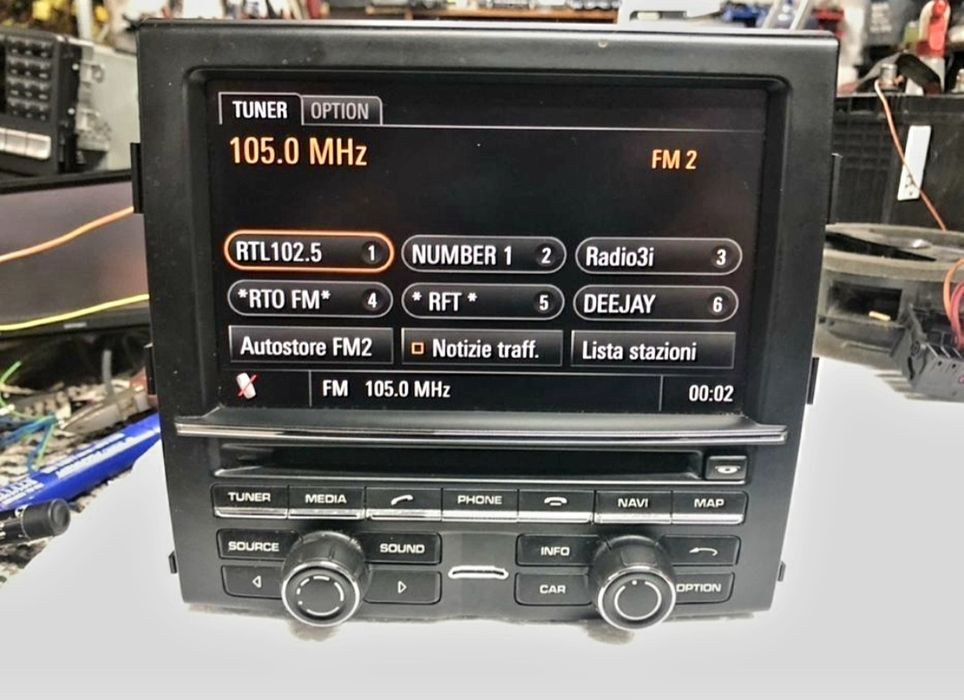 TUNER OPTION
105.0 MHz FM 2
RTL102.5 1 NUMBER 1 2 Radio3i 3
*RTO FM* 4 * RFT * 5 DEEJAY 6
Autostore FM2 Notizie traff. Lista stazioni
FM 105.0 MHz 00:02
TUNER MEDIA PHONE NAVI MAP
SOURCE SOUND INFO
CAR OPTION